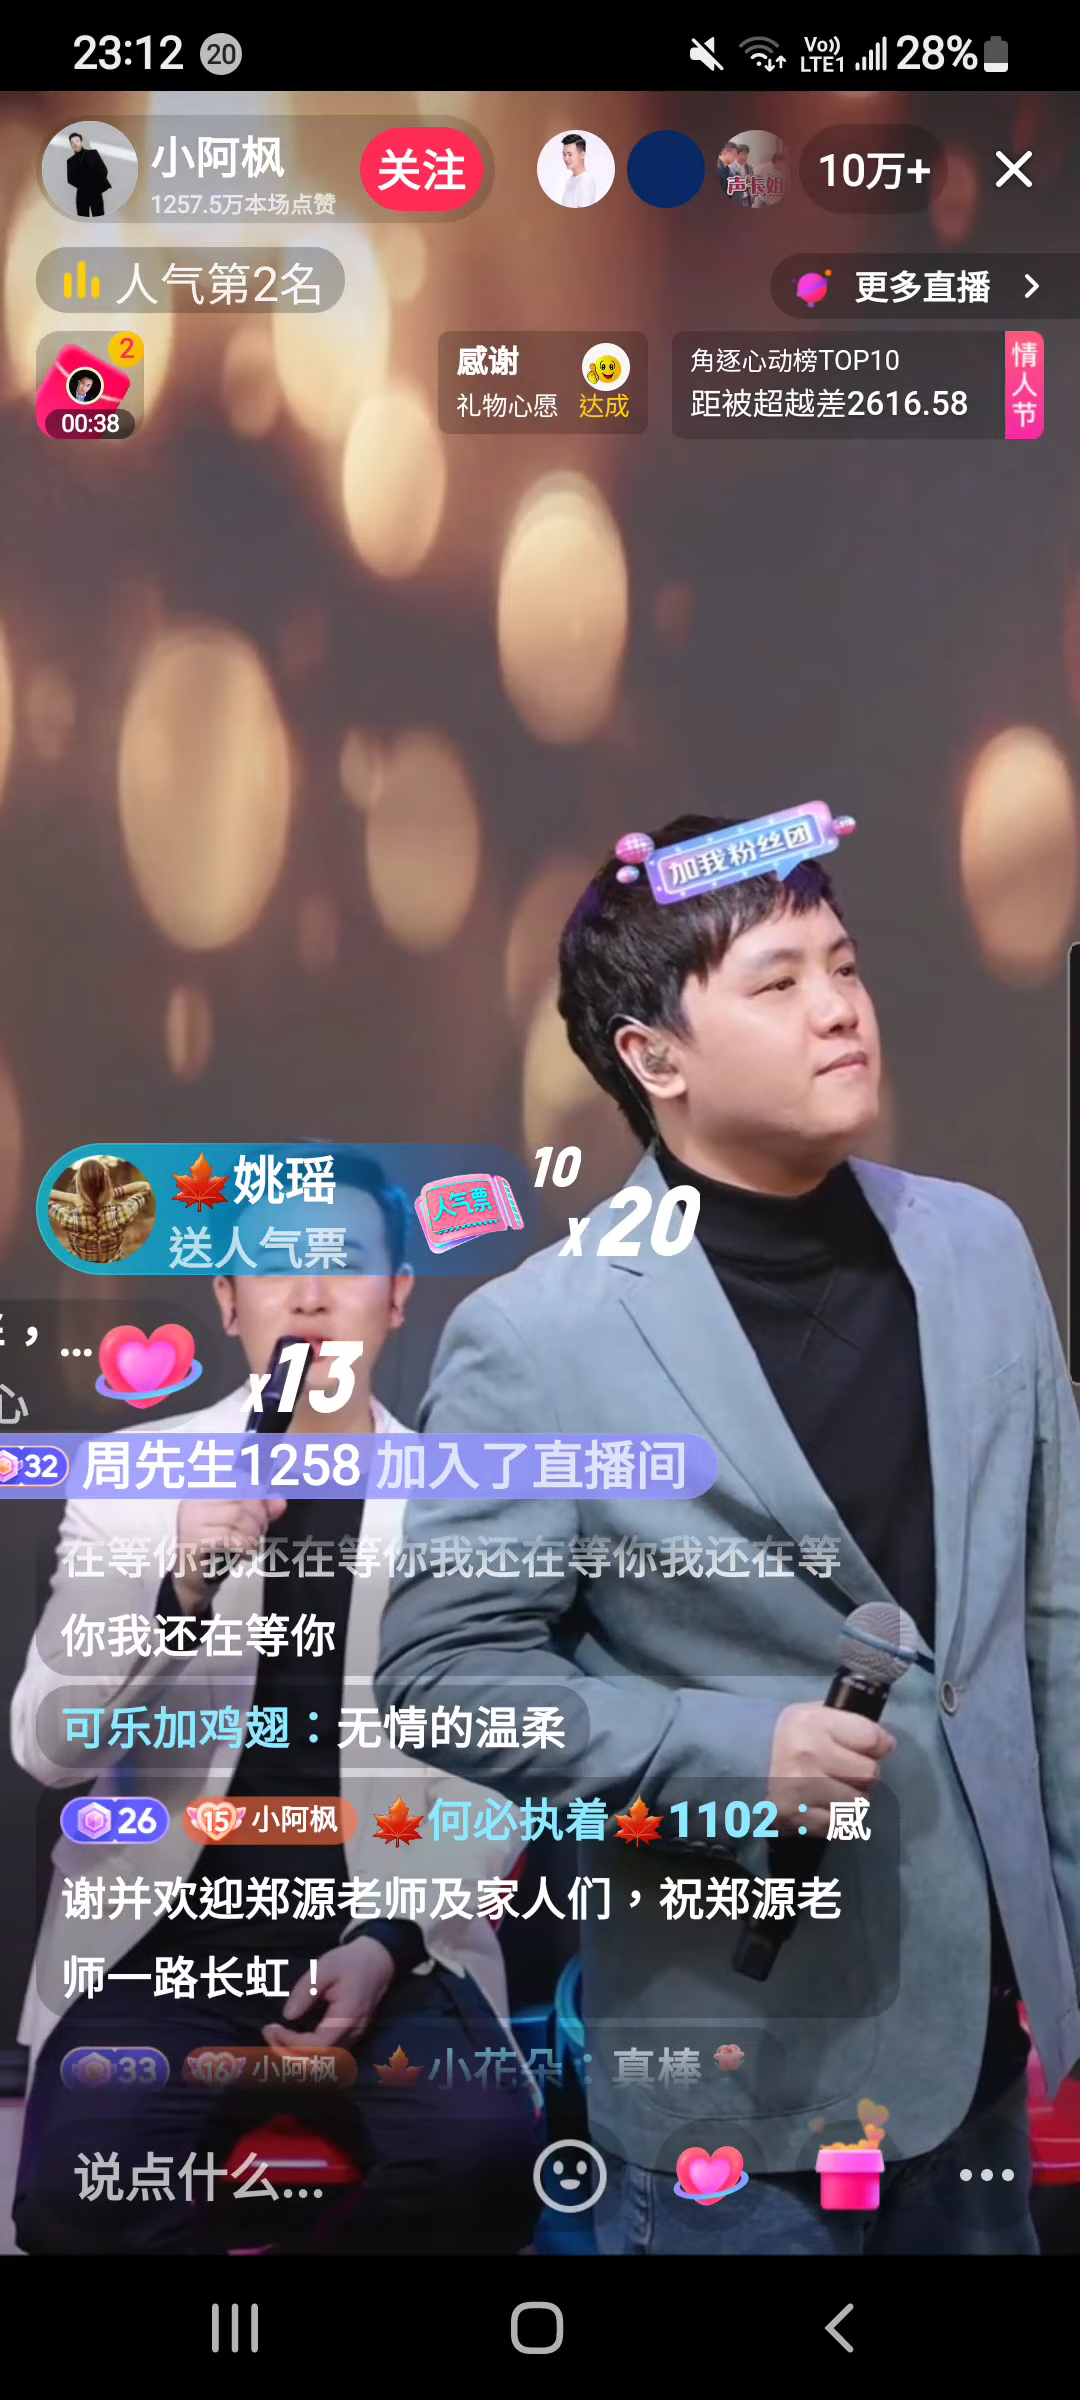 23:12 20 Vo)) LTE1 28%
小阿枫 关注 10万+
1257.5万本场点赞
人气第2名 更多直播
2
00:38
感谢
礼物心愿 达成
角逐心动榜TOP10
距被超越差2616.58
情人节
声卡姐
加我粉丝团
姚瑶
送人气票
人气票
10
x20
，...
心
x13
32 周先生1258 加入了直播间
在等你我还在等你我还在等你我还在等
你我还在等你
可乐加鸡翅：无情的温柔
26 15 小阿枫 何必执着1102：感
谢并欢迎郑源老师及家人们，祝郑源老
师一路长虹！
33 16 小阿枫 小花朵：真棒
说点什么...